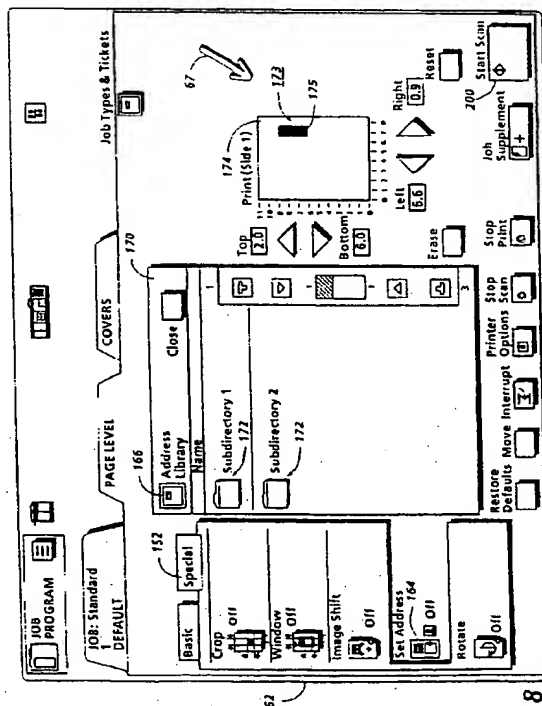 JOB
PROGRAM
JOB: Standard
1
DEFAULT
PAGE LEVEL
COVERS
Job Types & Tickets
Basic
Special
152
Crop
Off
Window
Off
Image Shift
Off
Set Address
164
Off
Rotate
Off
166
Address
Library
Close
170
Name
Subdirectory 1
172
Subdirectory 2
172
1
3
67
Print (Side 1)
174
173
175
Top
2.0
Bottom
6.0
Left
6.6
Right
0.9
Erase
Reset
Restore
Defaults
Move
Interrupt
Printer
Options
Stop
Scan
Stop
Print
Job
Supplement
Start Scan
200
8